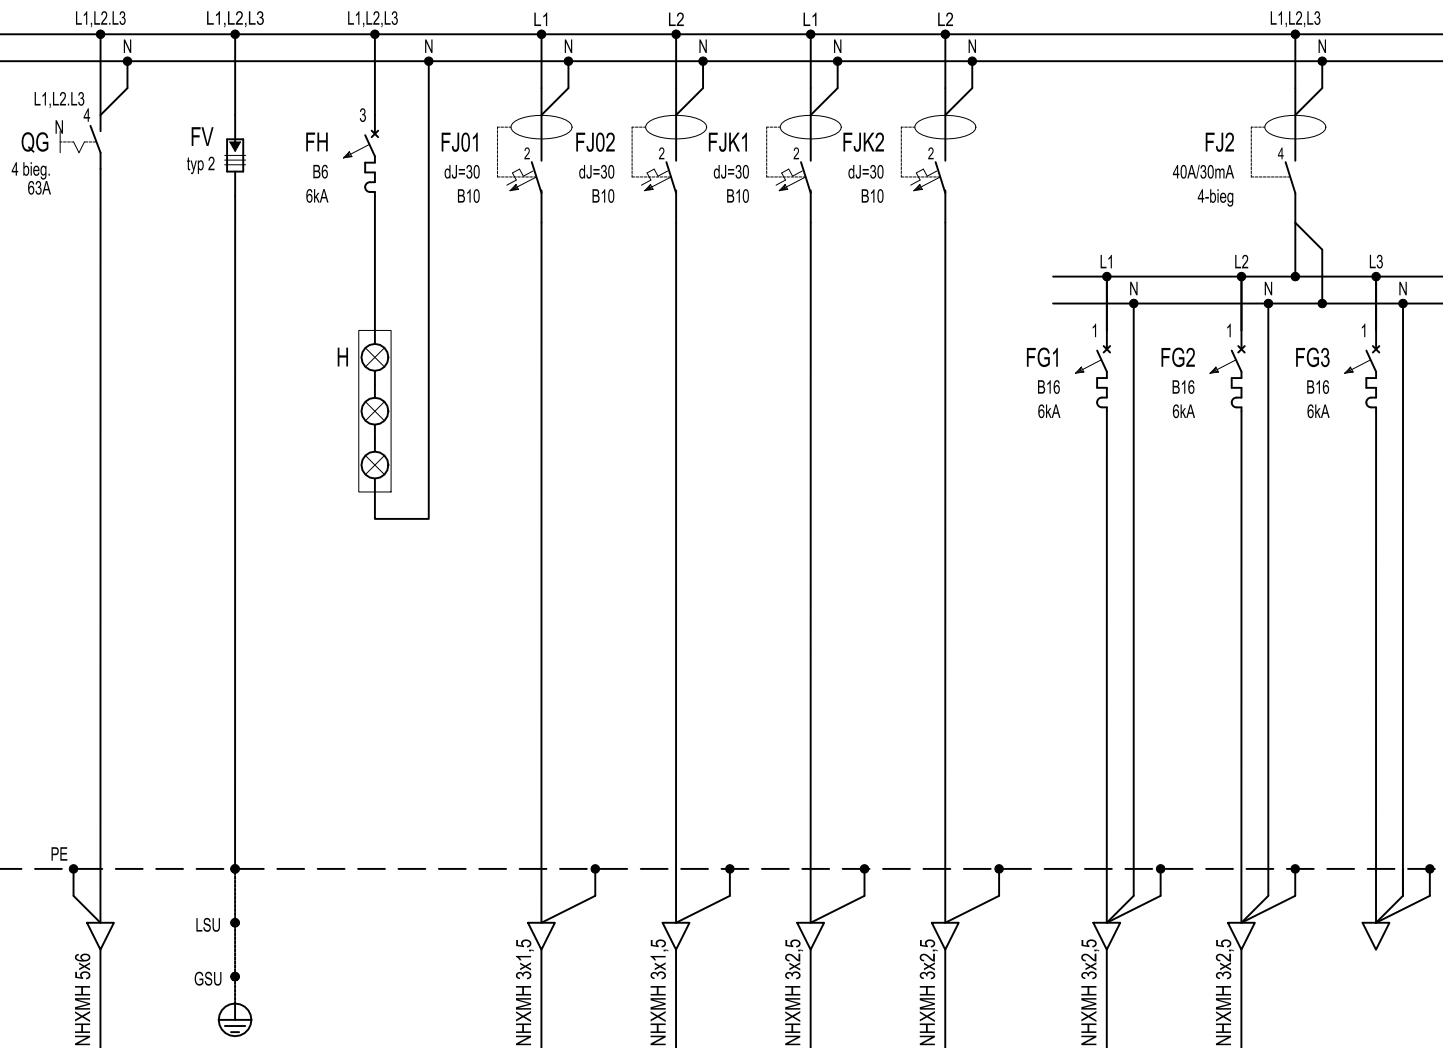 L1,L2.L3
L1,L2,L3
L1,L2,L3
L1
L2
L1
L2
L1,L2,L3
N
N
N
N
N
N
N
L1,L2.L3
4
N
QG
4 bieg.
63A
FV
typ 2
3
FH
B6
6kA
FJ01
2
dJ=30
B10
FJ02
2
dJ=30
B10
FJK1
2
dJ=30
B10
FJK2
2
dJ=30
B10
FJ2
4
40A/30mA
4-bieg
L1
N
L2
N
L3
N
H
1
FG1
B16
6kA
1
FG2
B16
6kA
1
FG3
B16
6kA
PE
LSU
GSU
NHXMH 5x6
NHXMH 3x1,5
NHXMH 3x1,5
NHXMH 3x2,5
NHXMH 3x2,5
NHXMH 3x2,5
NHXMH 3x2,5